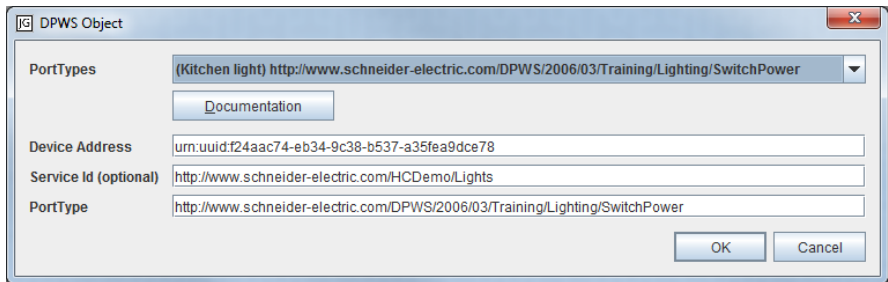 JG DPWS Object
PortTypes (Kitchen light) http://www.schneider-electric.com/DPWS/2006/03/Training/Lighting/SwitchPower
Documentation
Device Address urn:uuid:f24aac74-eb34-9c38-b537-a35fea9dce78
Service Id (optional) http://www.schneider-electric.com/HCDemo/Lights
PortType http://www.schneider-electric.com/DPWS/2006/03/Training/Lighting/SwitchPower
OK Cancel